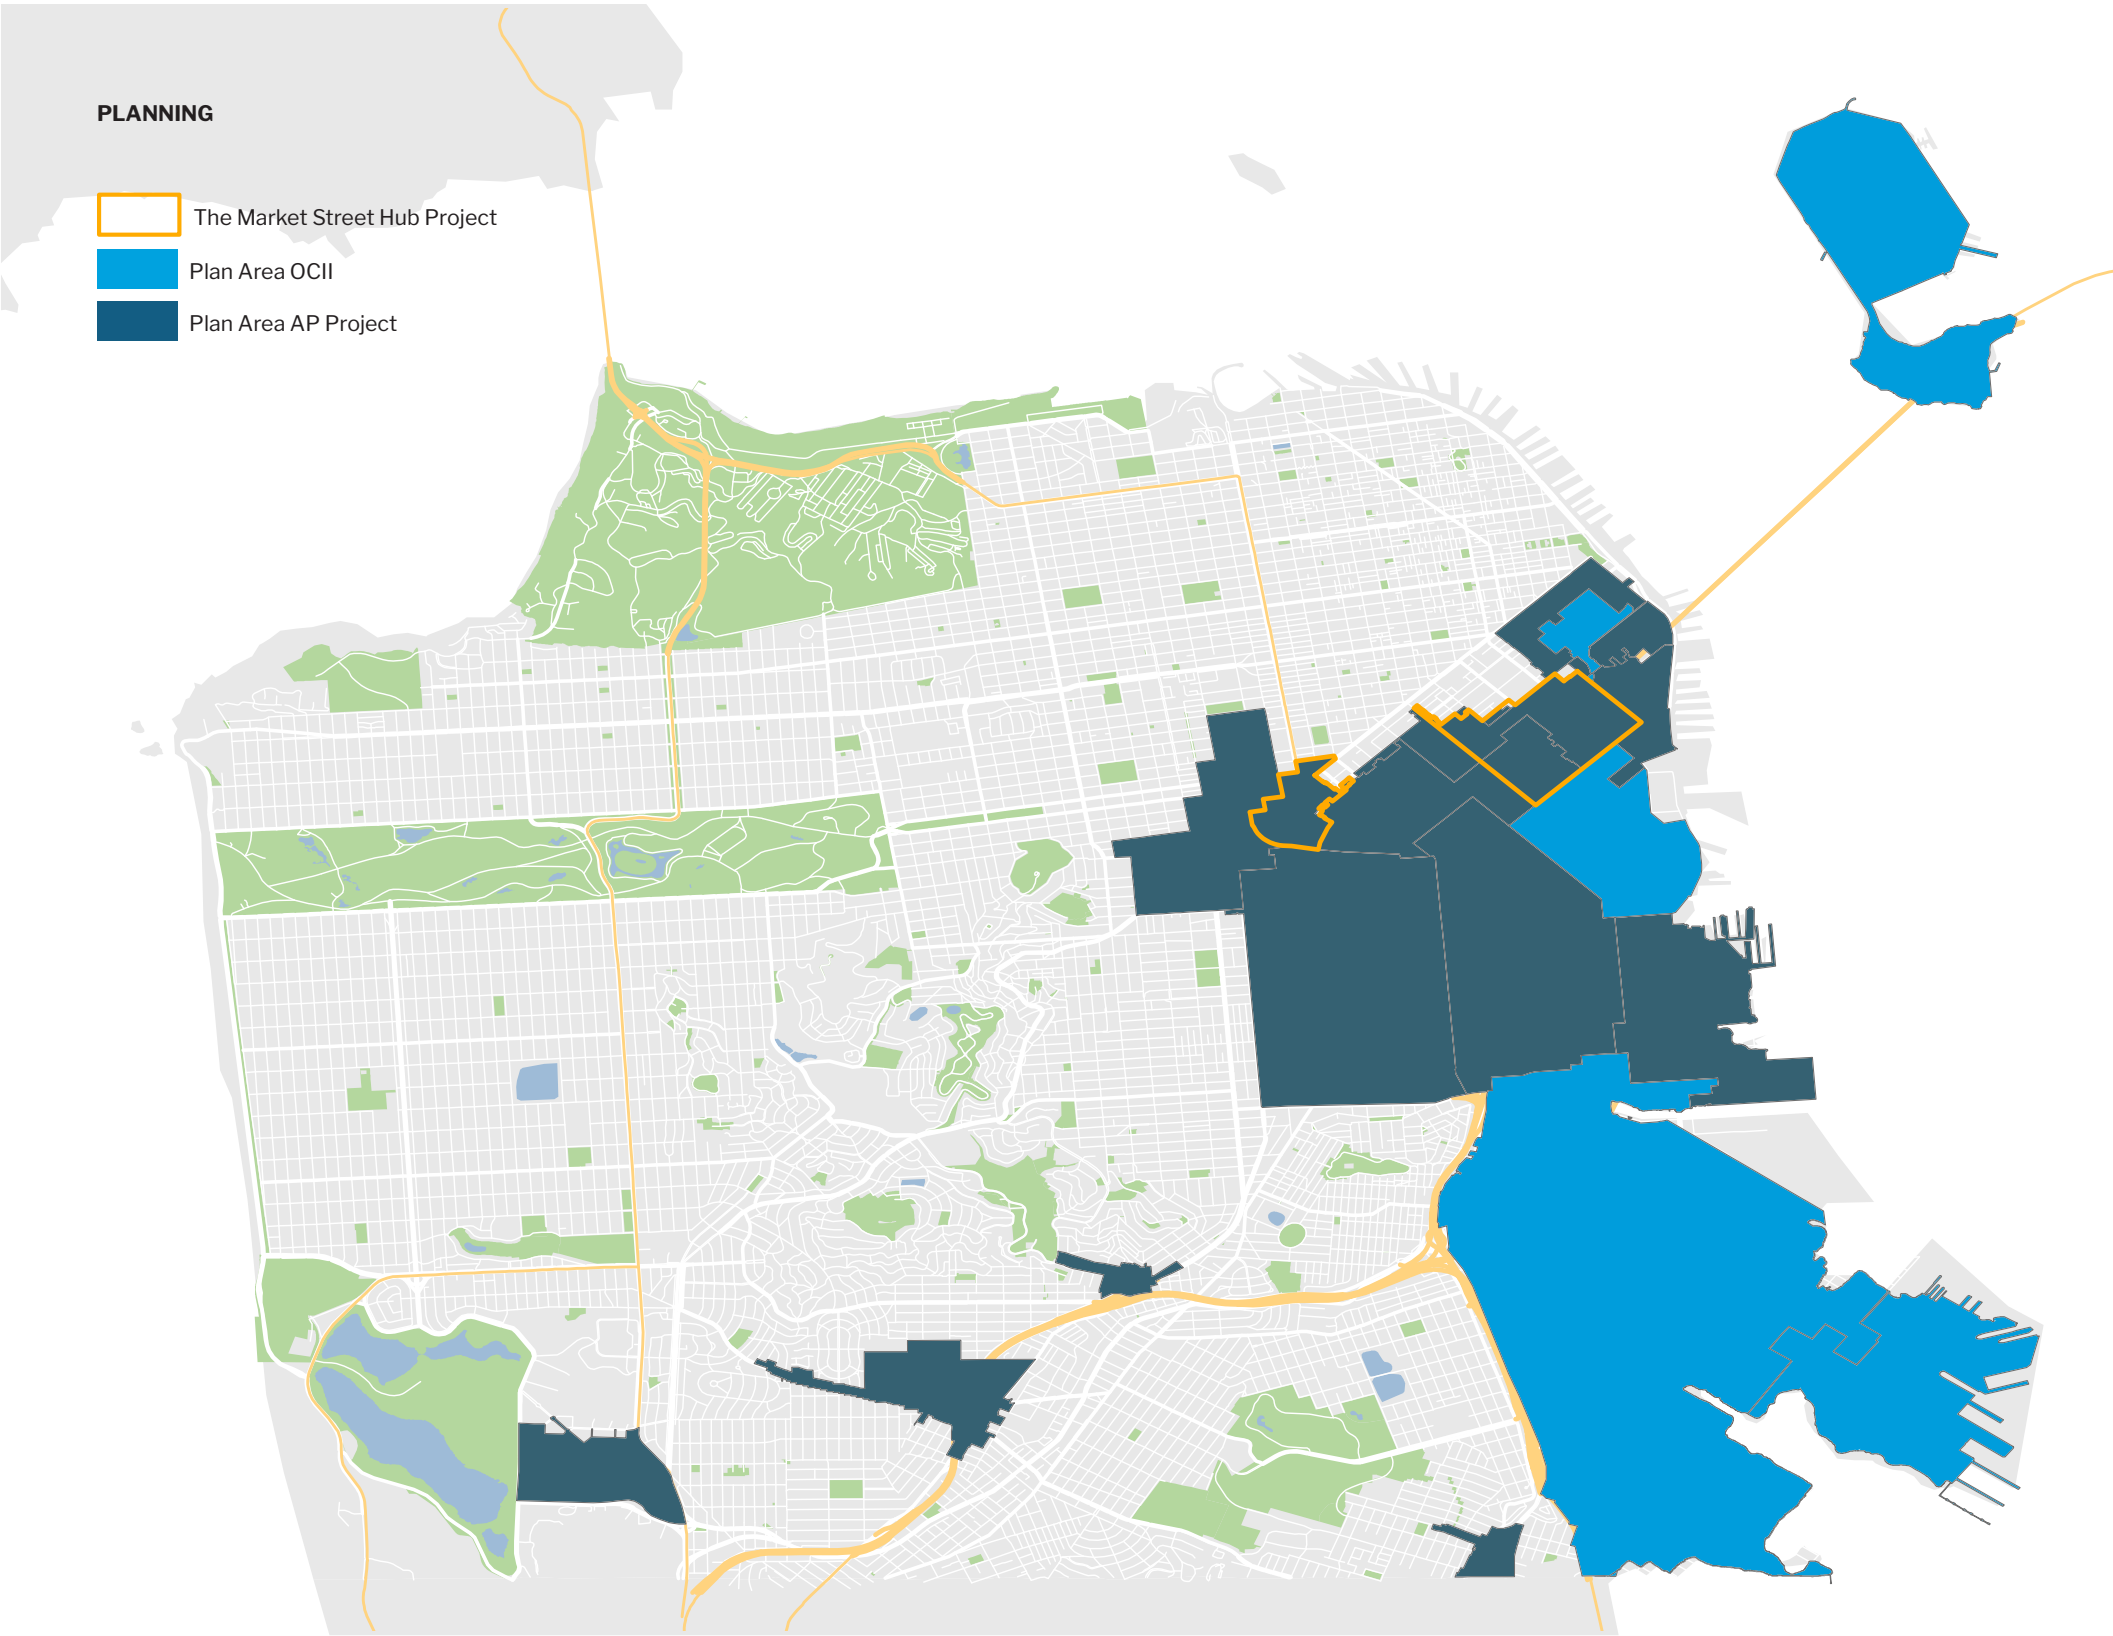 PLANNING
The Market Street Hub Project
Plan Area OCII
Plan Area AP Project